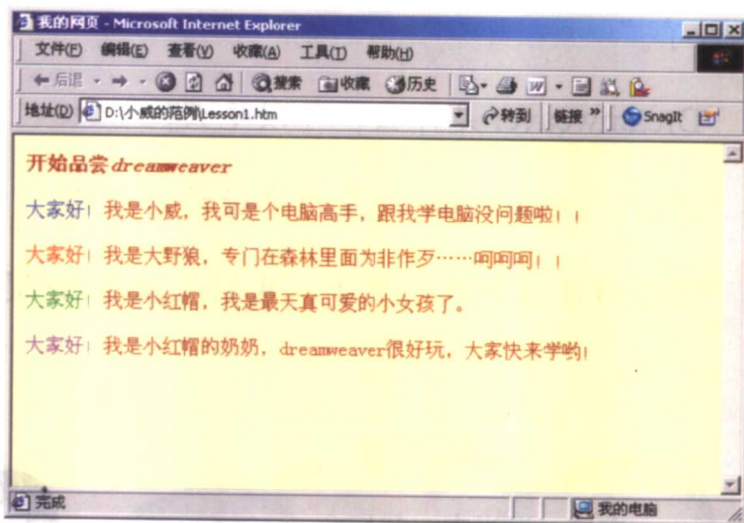 我的网页 - Microsoft Internet Explorer
文件(F) 编辑(E) 查看(V) 收藏(A) 工具(T) 帮助(H)
后退 搜索 收藏 历史
地址(D) D:\小威的范例\Lesson1.htm 转到 链接 » SnagIt
开始品尝dreamweaver
大家好！我是小威，我可是个电脑高手，跟我学电脑没问题啦！！
大家好！我是大野狼，专门在森林里面为非作歹……呵呵呵！！
大家好！我是小红帽，我是最天真可爱的小女孩了。
大家好！我是小红帽的奶奶，dreamweaver很好玩，大家快来学哟！
完成 我的电脑